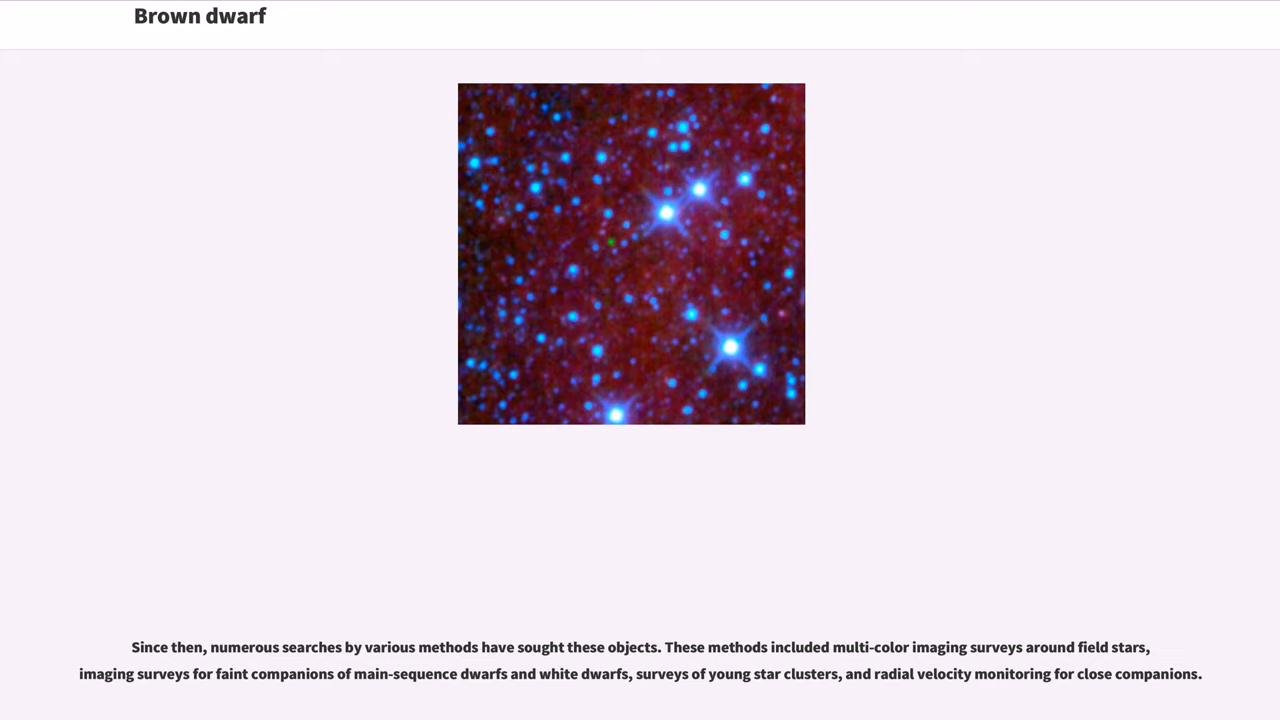 Brown dwarf
Since then, numerous searches by various methods have sought these objects. These methods included multi-color imaging surveys around field stars,
imaging surveys for faint companions of main-sequence dwarfs and white dwarfs, surveys of young star clusters, and radial velocity monitoring for close companions.